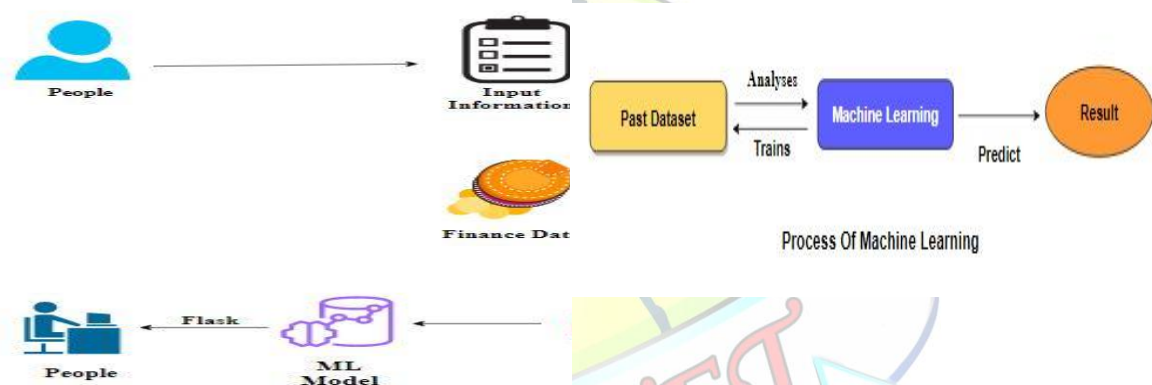 People
Input
Information
Finance Dat
People
Flask
ML
Model
Past Dataset
Analyses
Trains
Machine Learning
Predict
Result
Process Of Machine Learning